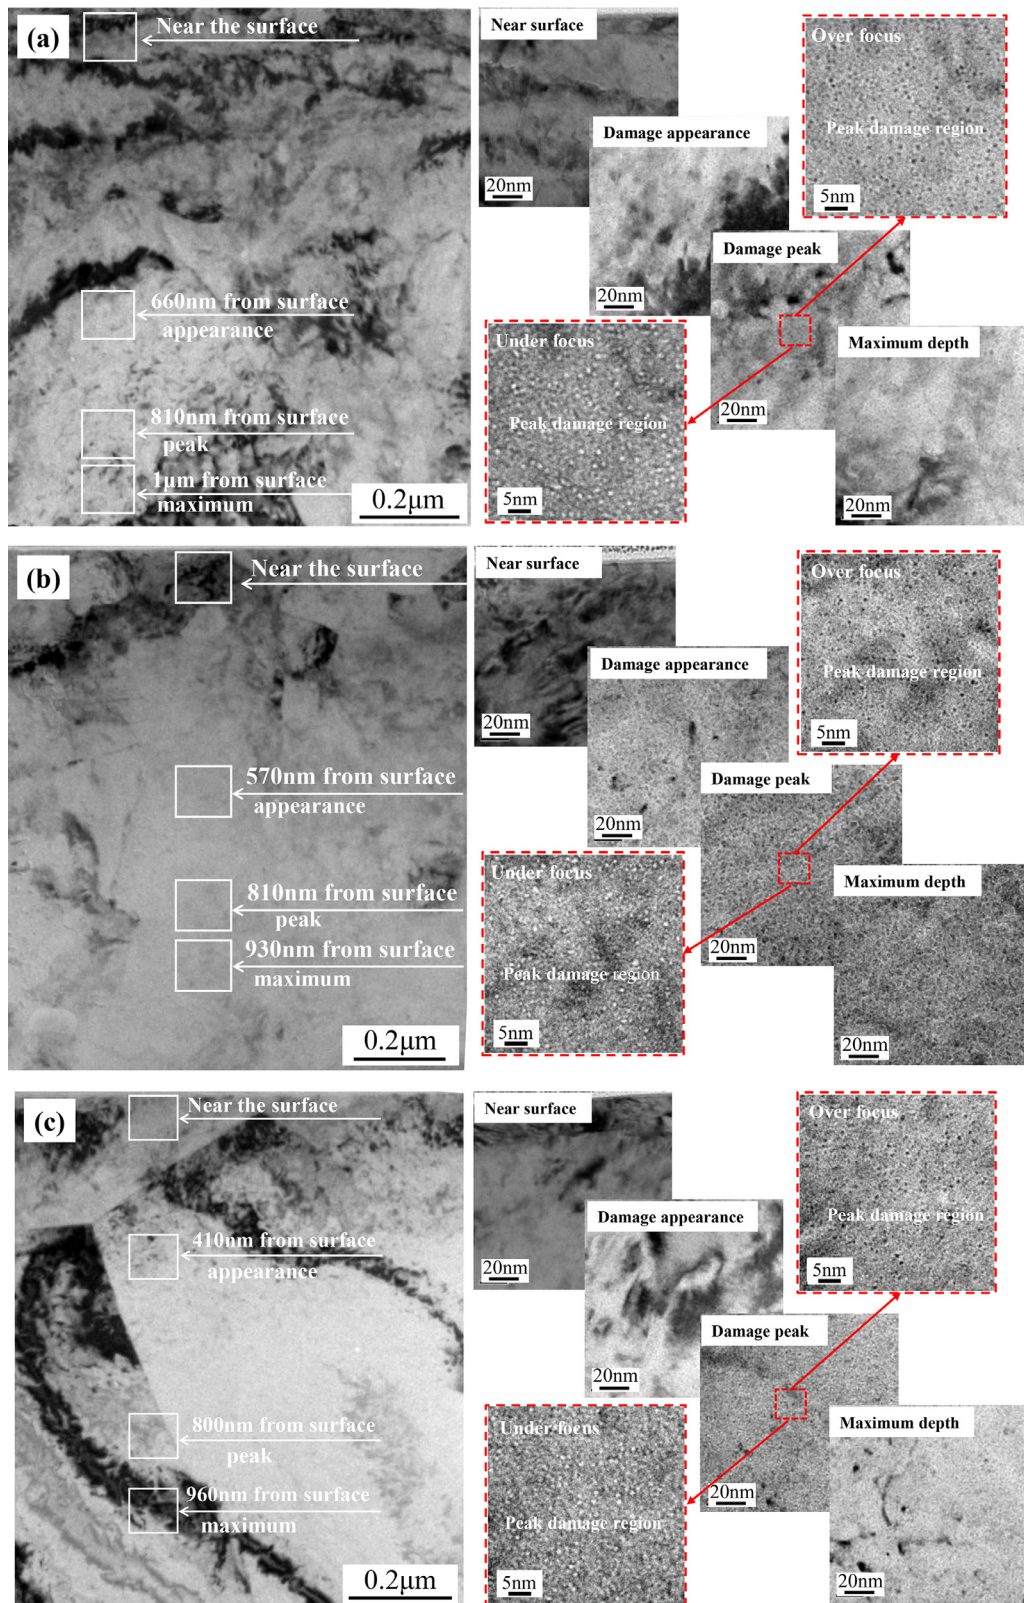 (a)
Near the surface
660nm from surface
appearance
810nm from surface
peak
1μm from surface
maximum
0.2μm
Near surface
20nm
Damage appearance
20nm
Over focus
Peak damage region
5nm
Damage peak
20nm
Under focus
Peak damage region
5nm
Maximum depth
20nm
(b)
Near the surface
570nm from surface
appearance
810nm from surface
peak
930nm from surface
maximum
0.2μm
Near surface
20nm
Damage appearance
20nm
Over focus
Peak damage region
5nm
Damage peak
20nm
Under focus
Peak damage region
5nm
Maximum depth
20nm
(c)
Near the surface
410nm from surface
appearance
800nm from surface
peak
960nm from surface
maximum
0.2μm
Near surface
20nm
Damage appearance
20nm
Over focus
Peak damage region
5nm
Damage peak
20nm
Under focus
Peak damage region
5nm
Maximum depth
20nm